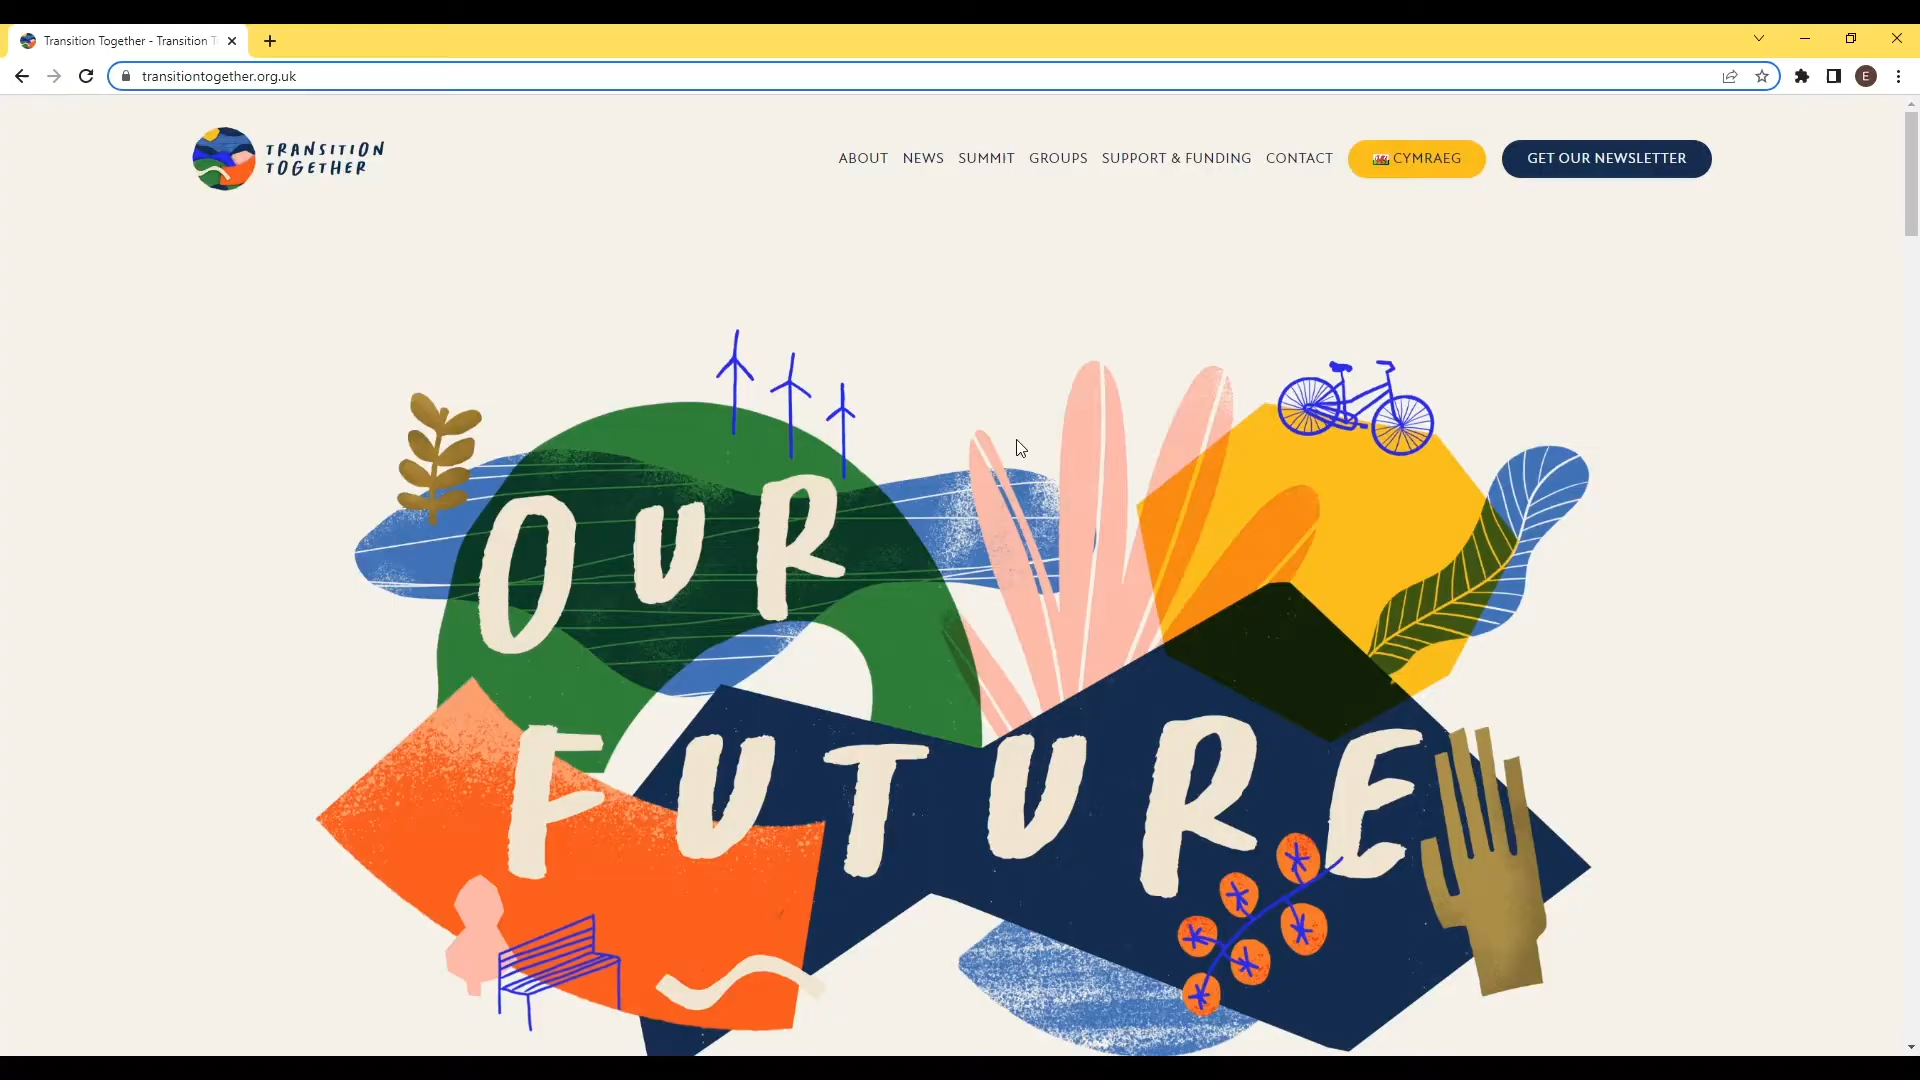 Transition Together - Transition T
transitiontogether.org.uk
E
TRANSITION
TOGETHER
ABOUT NEWS SUMMIT GROUPS SUPPORT & FUNDING CONTACT CYMRAEG GET OUR NEWSLETTER
OUR
FUTURE